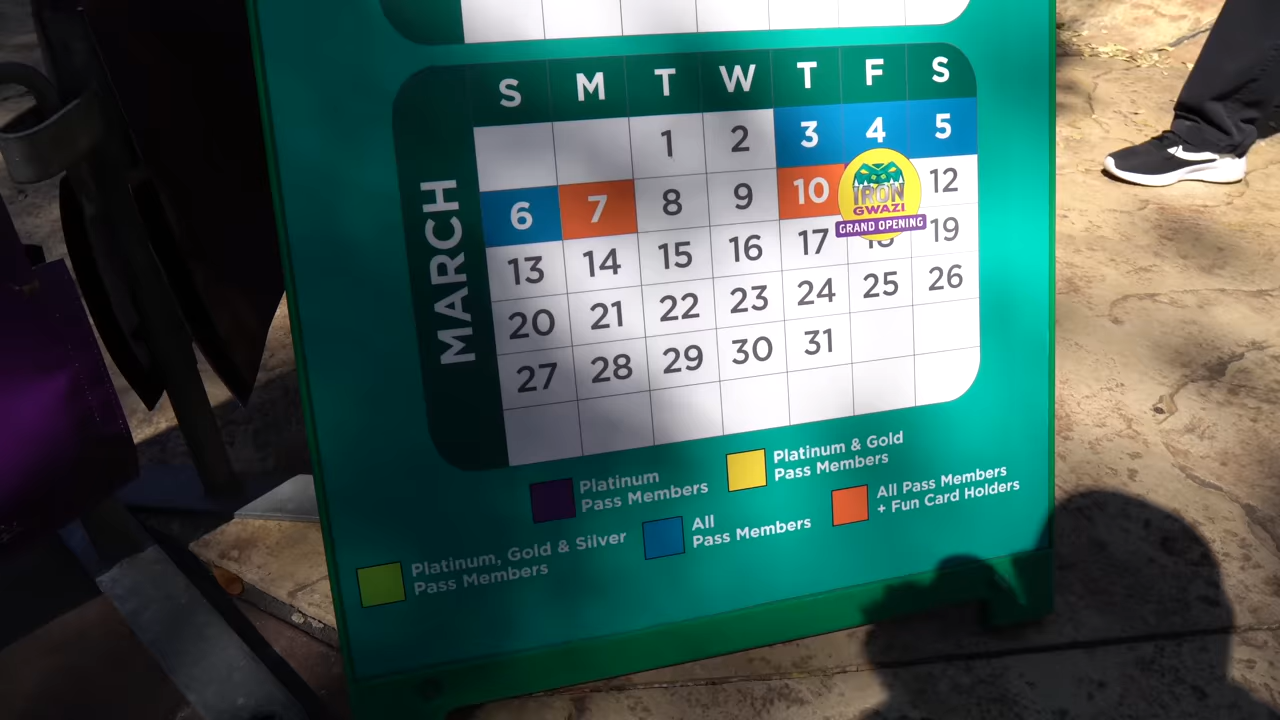 S M T W T F S
MARCH
1 2 3 4 5
6 7 8 9 10 12
IRON
GWAZI
GRAND OPENING
13 14 15 16 17 18 19
20 21 22 23 24 25 26
27 28 29 30 31
Platinum
Pass Members
Platinum & Gold
Pass Members
Platinum, Gold & Silver
Pass Members
All
Pass Members
All Pass Members
+ Fun Card Holders